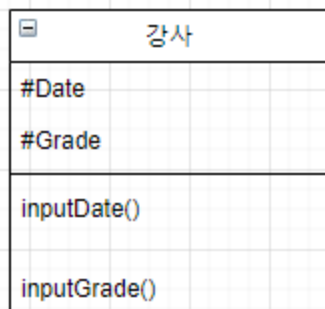 강사
#Date
#Grade
inputDate()
inputGrade()